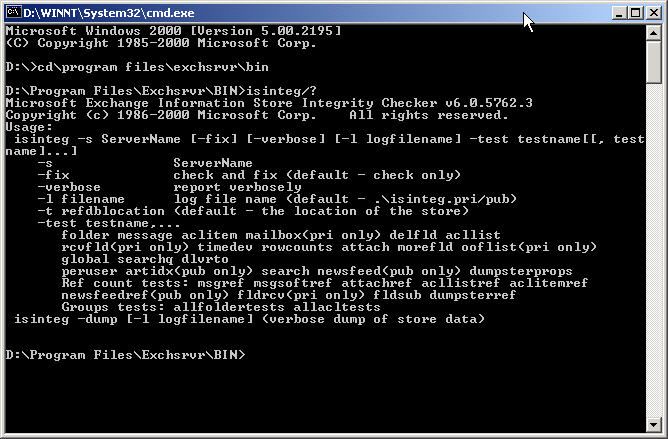 D:\WINNT\System32\cmd.exe
Microsoft Windows 2000 [Version 5.00.2195]
(C) Copyright 1985-2000 Microsoft Corp.
D:\>cd\program files\exchsrvr\bin
D:\Program Files\Exchsrvr\BIN>isinteg/?
Microsoft Exchange Information Store Integrity Checker v6.0.5762.3
Copyright (c) 1986-2000 Microsoft Corp.    All rights reserved.
Usage:
 isinteg -s ServerName [-fix] [-verbose] [-l logfilename] -test testname[[, test
name]...]
    -s               ServerName
    -fix             check and fix (default - check only)
    -verbose         report verbosely
    -l filename      log file name (default - .\isinteg.pri/pub)
    -t refdblocation (default - the location of the store)
    -test testname,...
       folder message aclitem mailbox(pri only) delfld acllist
       rcvfld(pri only) timedev rowcounts attach morefld ooflist(pri only)
       global searchq dlvrto
       peruser artidx(pub only) search newsfeed(pub only) dumpsterprops
       Ref count tests: msgref msgsoftref attachref acllistref aclitemref
       newsfeedref(pub only) fldrcv(pri only) fldsub dumpsterref
       Groups tests: allfoldertests allacltests
 isinteg -dump [-l logfilename] (verbose dump of store data)
D:\Program Files\Exchsrvr\BIN>